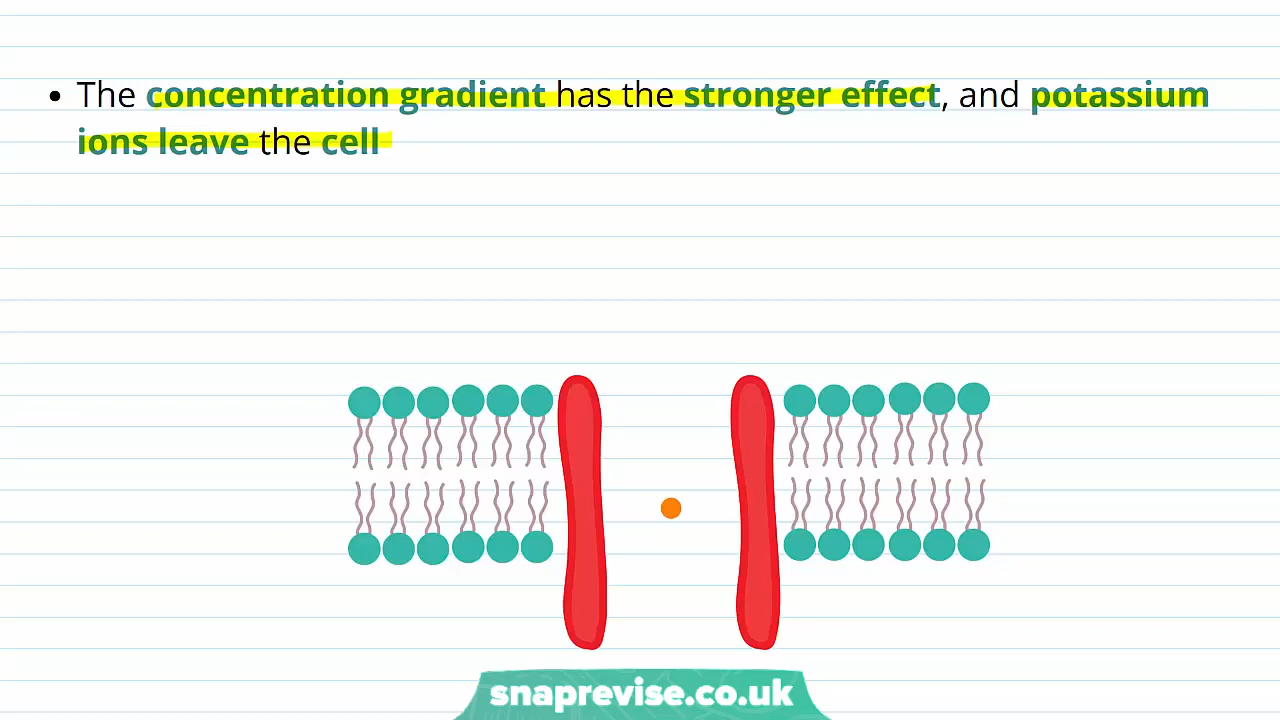 • The concentration gradient has the stronger effect, and potassium
ions leave the cell
snaprevise.co.uk